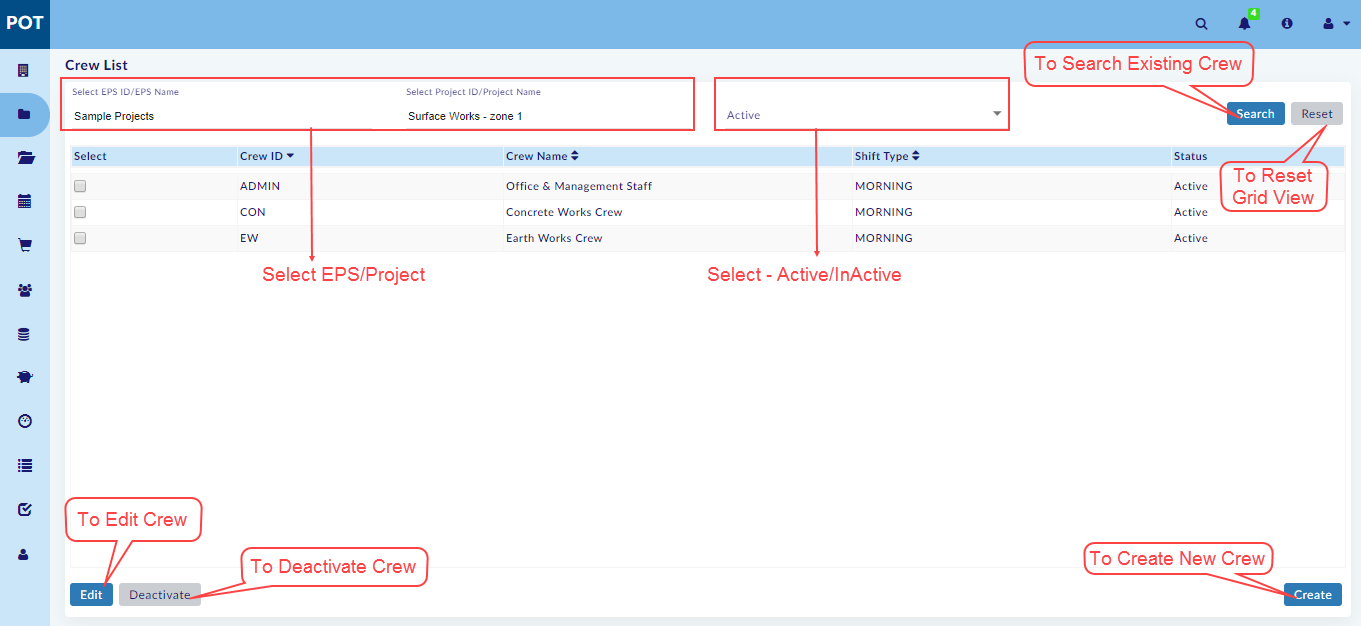 POT
4
Crew List
To Search Existing Crew
Select EPS ID/EPS Name Select Project ID/Project Name
Sample Projects Surface Works - zone 1 Active Search Reset
Select Crew ID Crew Name Shift Type Status
To Reset
Grid View
ADMIN Office & Management Staff MORNING Active
CON Concrete Works Crew MORNING Active
EW Earth Works Crew MORNING Active
Select EPS/Project Select - Active/InActive
To Edit Crew
To Deactivate Crew To Create New Crew
Edit Deactivate Create